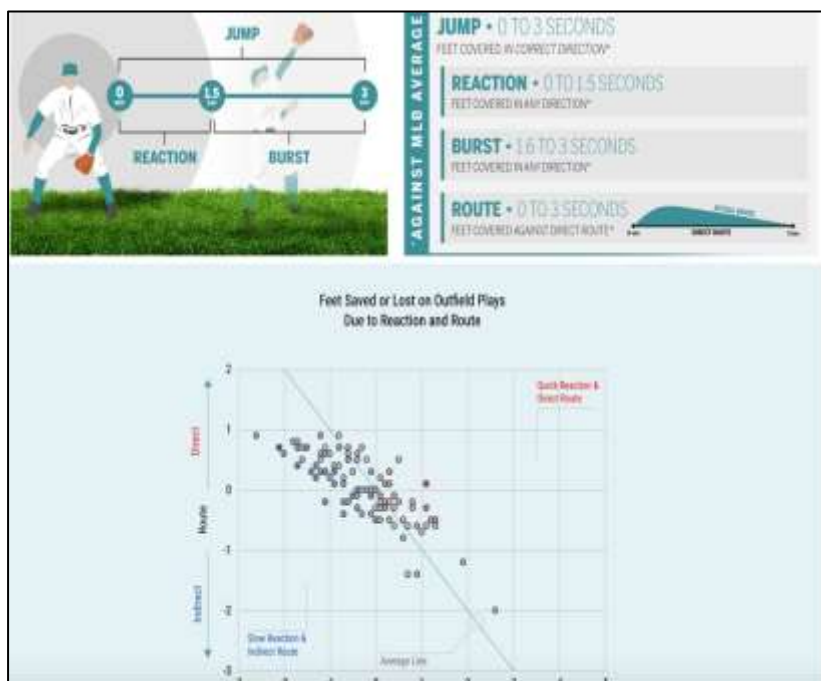 JUMP
0
1.5
3
REACTION
BURST
*AGAINST MLB AVERAGE
JUMP • 0 TO 3 SECONDS
FEET COVERED IN CORRECT DIRECTION*
REACTION • 0 TO 1.5 SECONDS
FEET COVERED IN ANY DIRECTION*
BURST • 1.6 TO 3 SECONDS
FEET COVERED IN ANY DIRECTION*
ROUTE • 0 TO 3 SECONDS
FEET COVERED AGAINST DIRECT ROUTE*
DIRECT ROUTE
Feet Saved or Lost on Outfield Plays
Due to Reaction and Route
2
1
0
-1
-2
-3
Direct
Route
Indirect
Quick Reaction &
Direct Route
Slow Reaction &
Indirect Route
Average Line